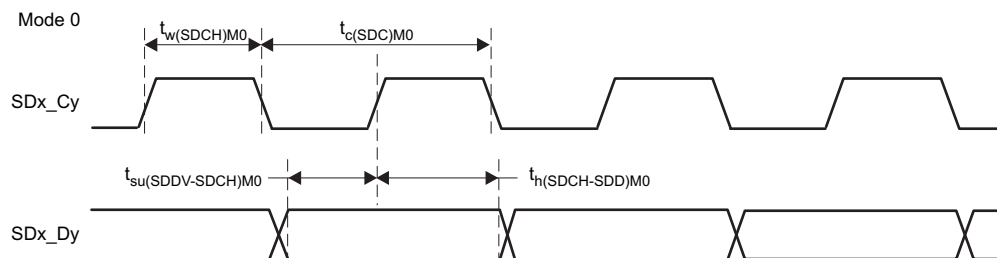 Mode 0
tw(SDCH)M0 tc(SDC)M0
SDx_Cy
tsu(SDDV-SDCH)M0 th(SDCH-SDD)M0
SDx_Dy